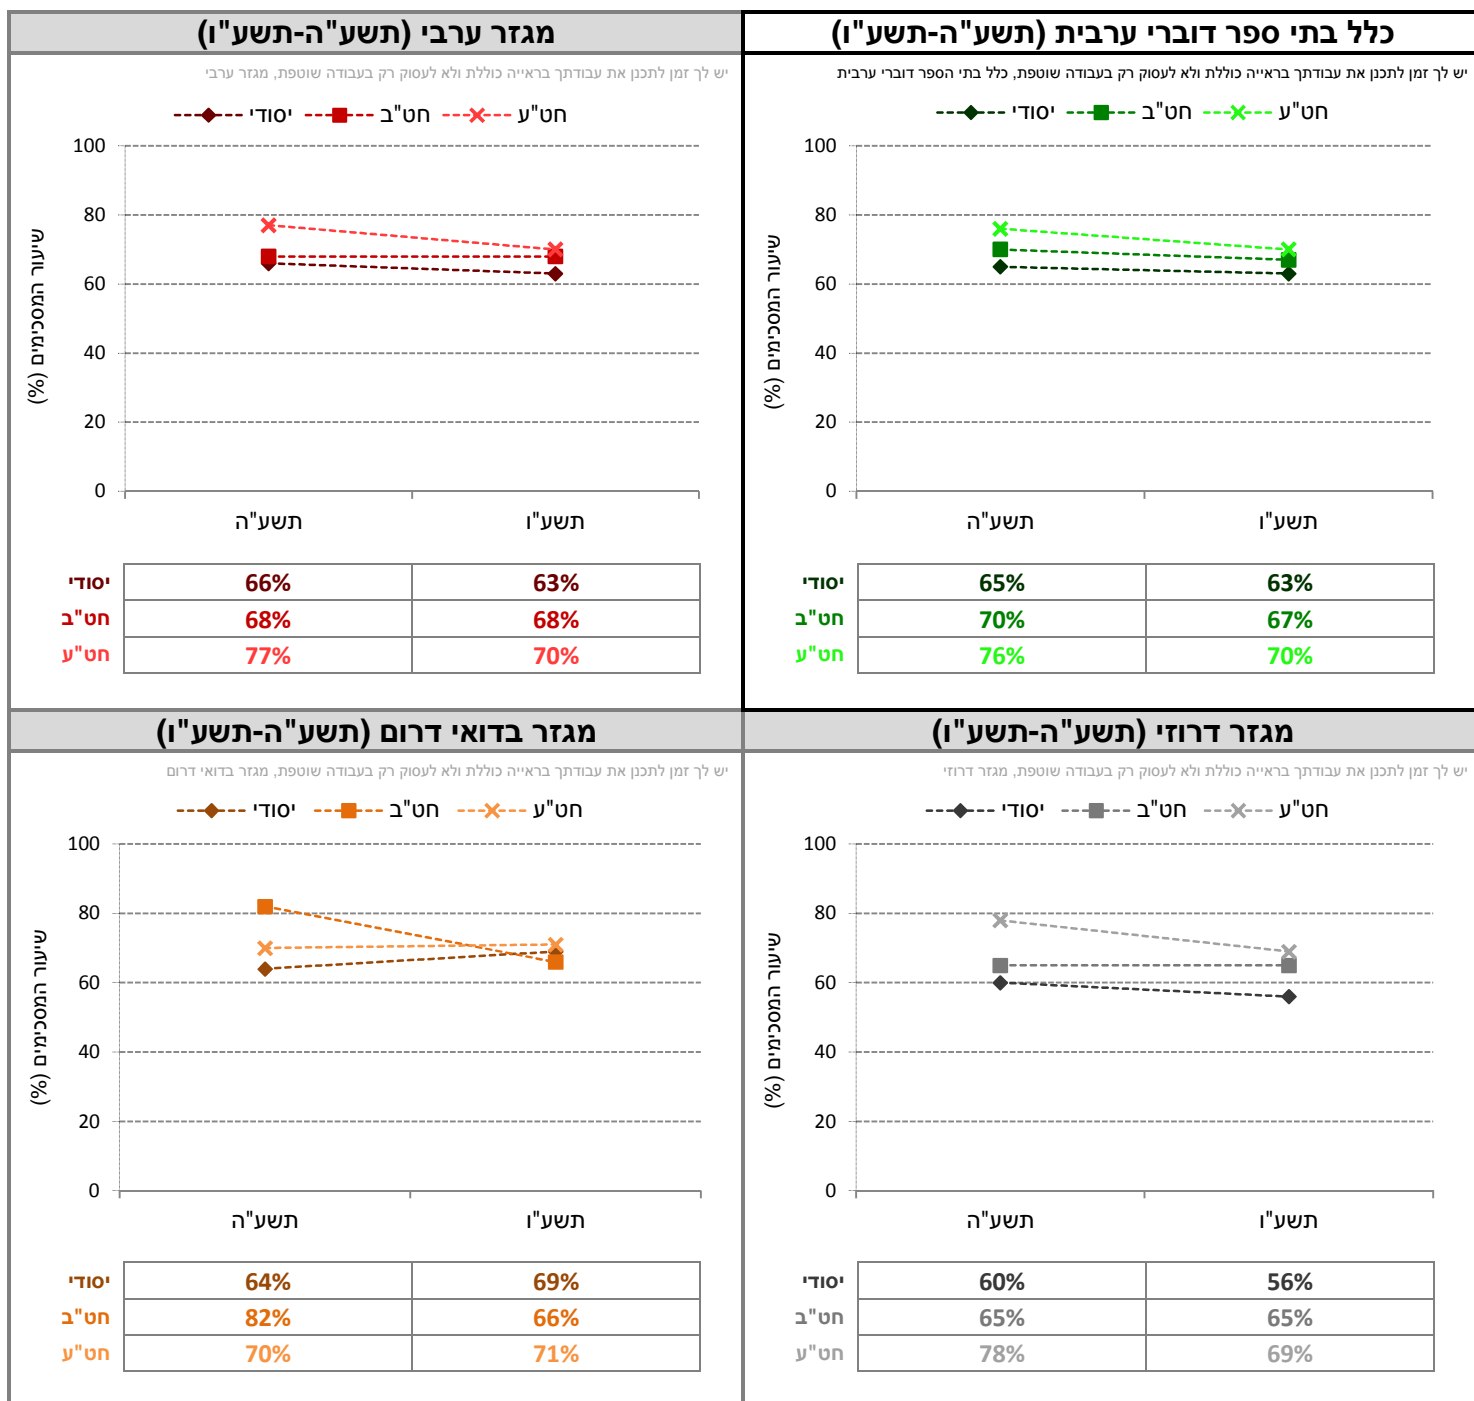 כלל בתי ספר דוברי ערבית (תשע"ה-תשע"ו)
יש לך זמן לתכנן את עבודתך בראייה כוללת ולא לעסוק רק בעבודה שוטפת, כלל בתי הספר דוברי ערבית
יסודי חט"ב חט"ע
שיעור המסכימים (%)
100
80
60
40
20
0
תשע"ה תשע"ו
יסודי 65% 63%
חט"ב 70% 67%
חט"ע 76% 70%
מגזר ערבי (תשע"ה-תשע"ו)
יש לך זמן לתכנן את עבודתך בראייה כוללת ולא לעסוק רק בעבודה שוטפת, מגזר ערבי
יסודי חט"ב חט"ע
שיעור המסכימים (%)
100
80
60
40
20
0
תשע"ה תשע"ו
יסודי 66% 63%
חט"ב 68% 68%
חט"ע 77% 70%
מגזר דרוזי (תשע"ה-תשע"ו)
יש לך זמן לתכנן את עבודתך בראייה כוללת ולא לעסוק רק בעבודה שוטפת, מגזר דרוזי
יסודי חט"ב חט"ע
שיעור המסכימים (%)
100
80
60
40
20
0
תשע"ה תשע"ו
יסודי 60% 56%
חט"ב 65% 65%
חט"ע 78% 69%
מגזר בדואי דרום (תשע"ה-תשע"ו)
יש לך זמן לתכנן את עבודתך בראייה כוללת ולא לעסוק רק בעבודה שוטפת, מגזר בדואי דרום
יסודי חט"ב חט"ע
שיעור המסכימים (%)
100
80
60
40
20
0
תשע"ה תשע"ו
יסודי 64% 69%
חט"ב 82% 66%
חט"ע 70% 71%